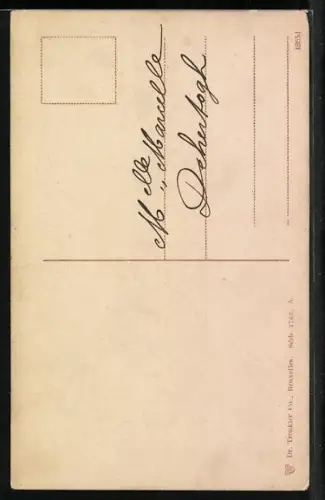 Mlle Marcelle
Dehertogh
Dr. Trenkler Co., Bruxelles.